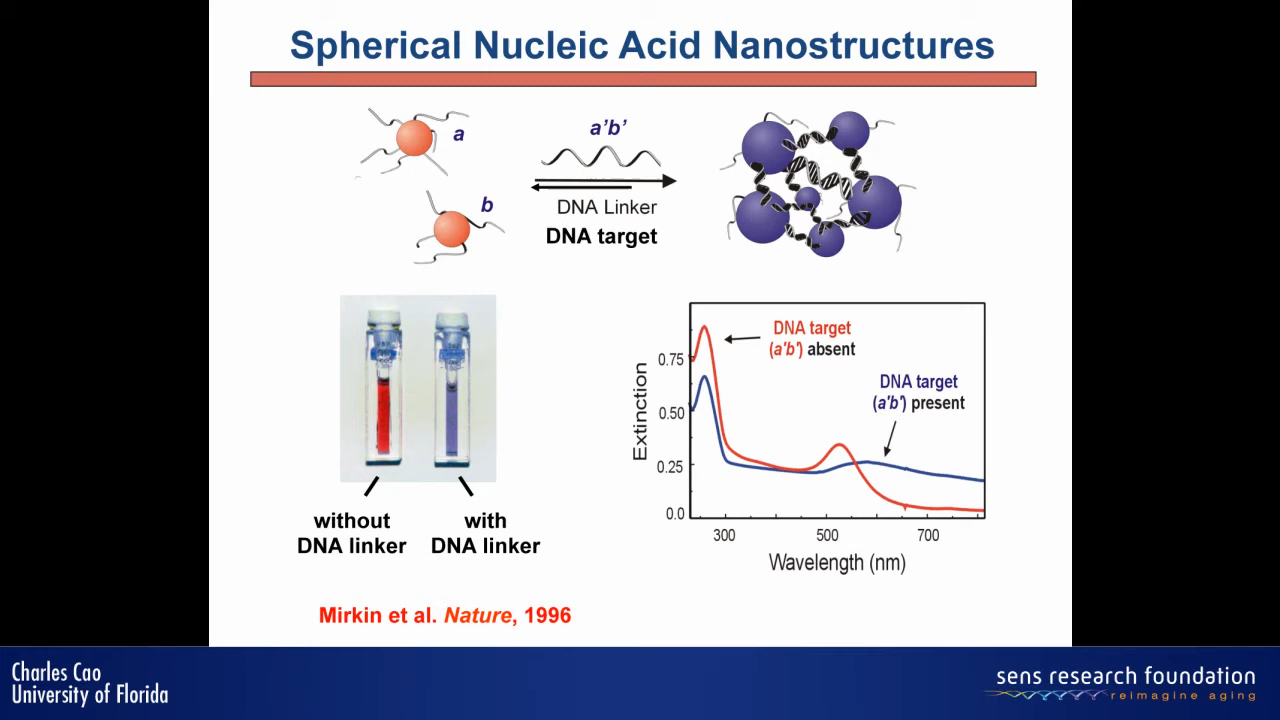 Spherical Nucleic Acid Nanostructures
a
a’b’
b
DNA Linker
DNA target
without
DNA linker
with
DNA linker
Extinction
0.75
0.50
0.25
0.0
DNA target
(a'b') absent
DNA target
(a'b') present
300
500
700
Wavelength (nm)
Mirkin et al. Nature, 1996
Charles Cao
University of Florida
sens research foundation
reimagine aging